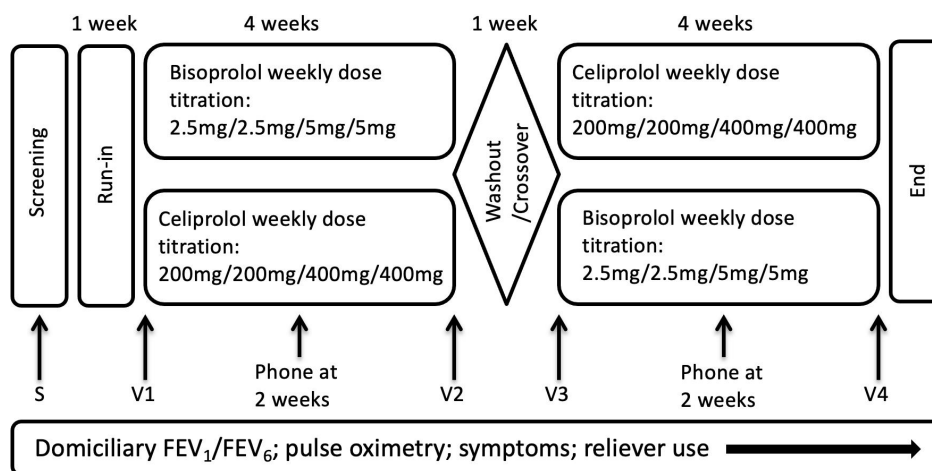 1 week
4 weeks
1 week
4 weeks
Screening
Run-in
Bisoprolol weekly dose
titration:
2.5mg/2.5mg/5mg/5mg
Celiprolol weekly dose
titration:
200mg/200mg/400mg/400mg
Washout
/Crossover
Celiprolol weekly dose
titration:
200mg/200mg/400mg/400mg
Bisoprolol weekly dose
titration:
2.5mg/2.5mg/5mg/5mg
End
S
V1
Phone at
2 weeks
V2
V3
Phone at
2 weeks
V4
Domiciliary FEV₁/FEV₆; pulse oximetry; symptoms; reliever use